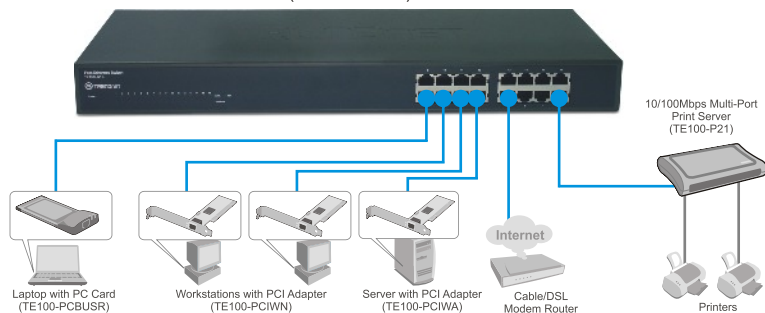 10/100Mbps Multi-Port
Print Server
(TE100-P21)
Internet
Laptop with PC Card
(TE100-PCBUSR)
Workstations with PCI Adapter
(TE100-PCIWN)
Server with PCI Adapter
(TE100-PCIWA)
Cable/DSL
Modem Router
Printers